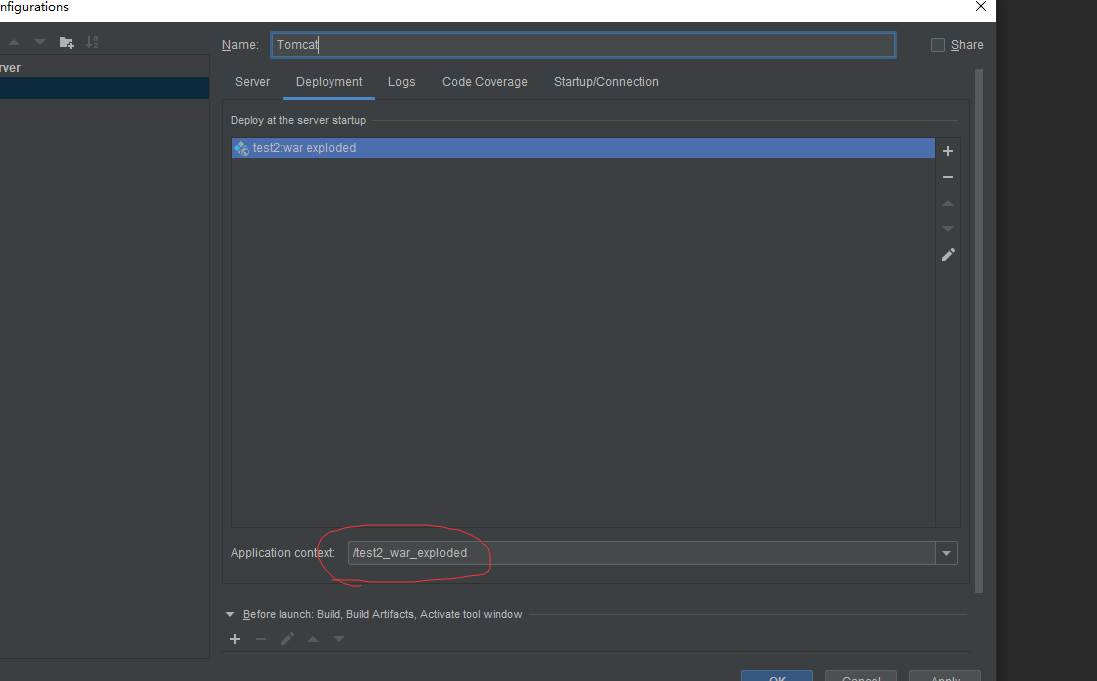 nfigurations
Name: Tomcat Share
rver
Server Deployment Logs Code Coverage Startup/Connection
Deploy at the server startup
test2:war exploded
Application context: /test2_war_exploded
Before launch: Build, Build Artifacts, Activate tool window
OK Cancel Apply